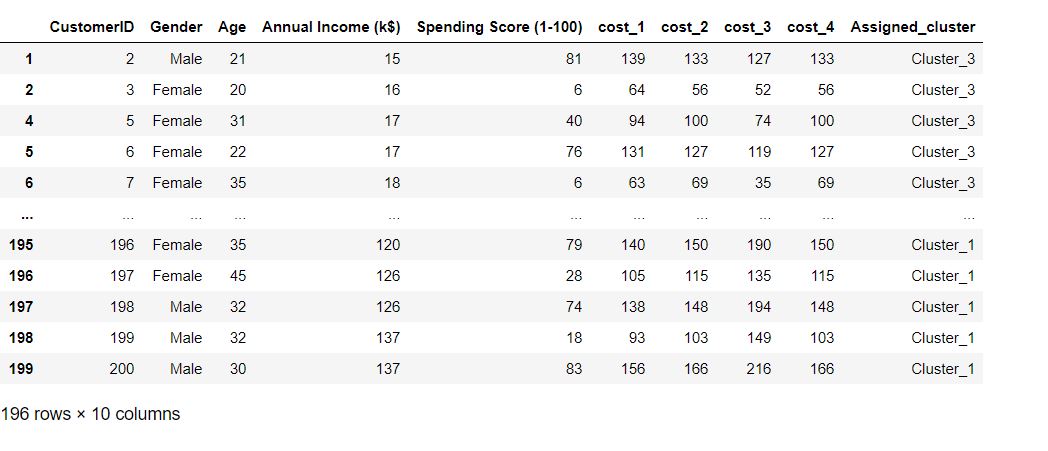 CustomerID Gender Age Annual Income (k$) Spending Score (1-100) cost_1 cost_2 cost_3 cost_4 Assigned_cluster
1 2 Male 21 15 81 139 133 127 133 Cluster_3
2 3 Female 20 16 6 64 56 52 56 Cluster_3
4 5 Female 31 17 40 94 100 74 100 Cluster_3
5 6 Female 22 17 76 131 127 119 127 Cluster_3
6 7 Female 35 18 6 63 69 35 69 Cluster_3
... ... ... ... ... ... ... ... ... ... ...
195 196 Female 35 120 79 140 150 190 150 Cluster_1
196 197 Female 45 126 28 105 115 135 115 Cluster_1
197 198 Male 32 126 74 138 148 194 148 Cluster_1
198 199 Male 32 137 18 93 103 149 103 Cluster_1
199 200 Male 30 137 83 156 166 216 166 Cluster_1
196 rows × 10 columns